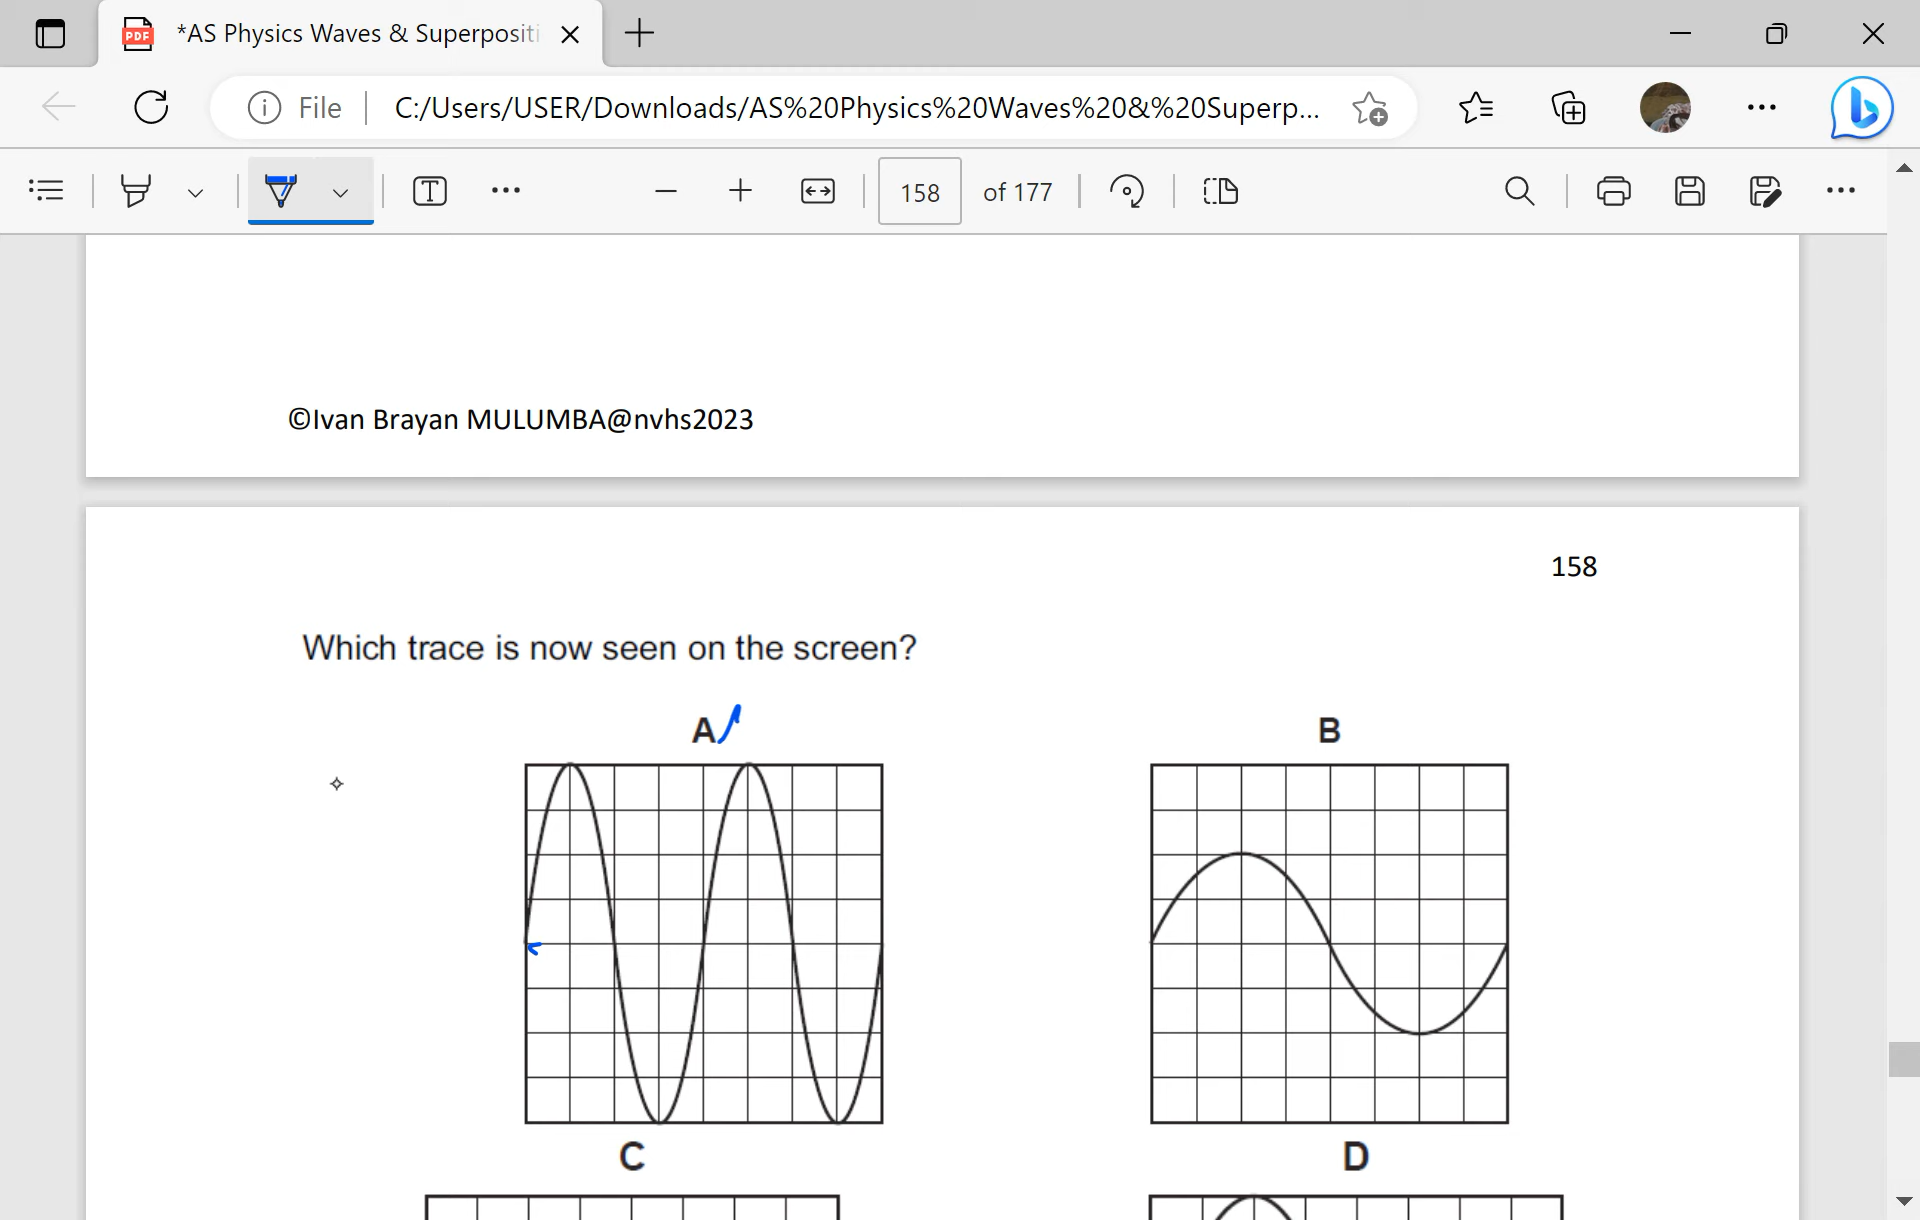 *AS Physics Waves & Superpositi
File
C:/Users/USER/Downloads/AS%20Physics%20Waves%20&%20Superp...
158 of 177
©Ivan Brayan MULUMBA@nvhs2023
158
Which trace is now seen on the screen?
A B
C D